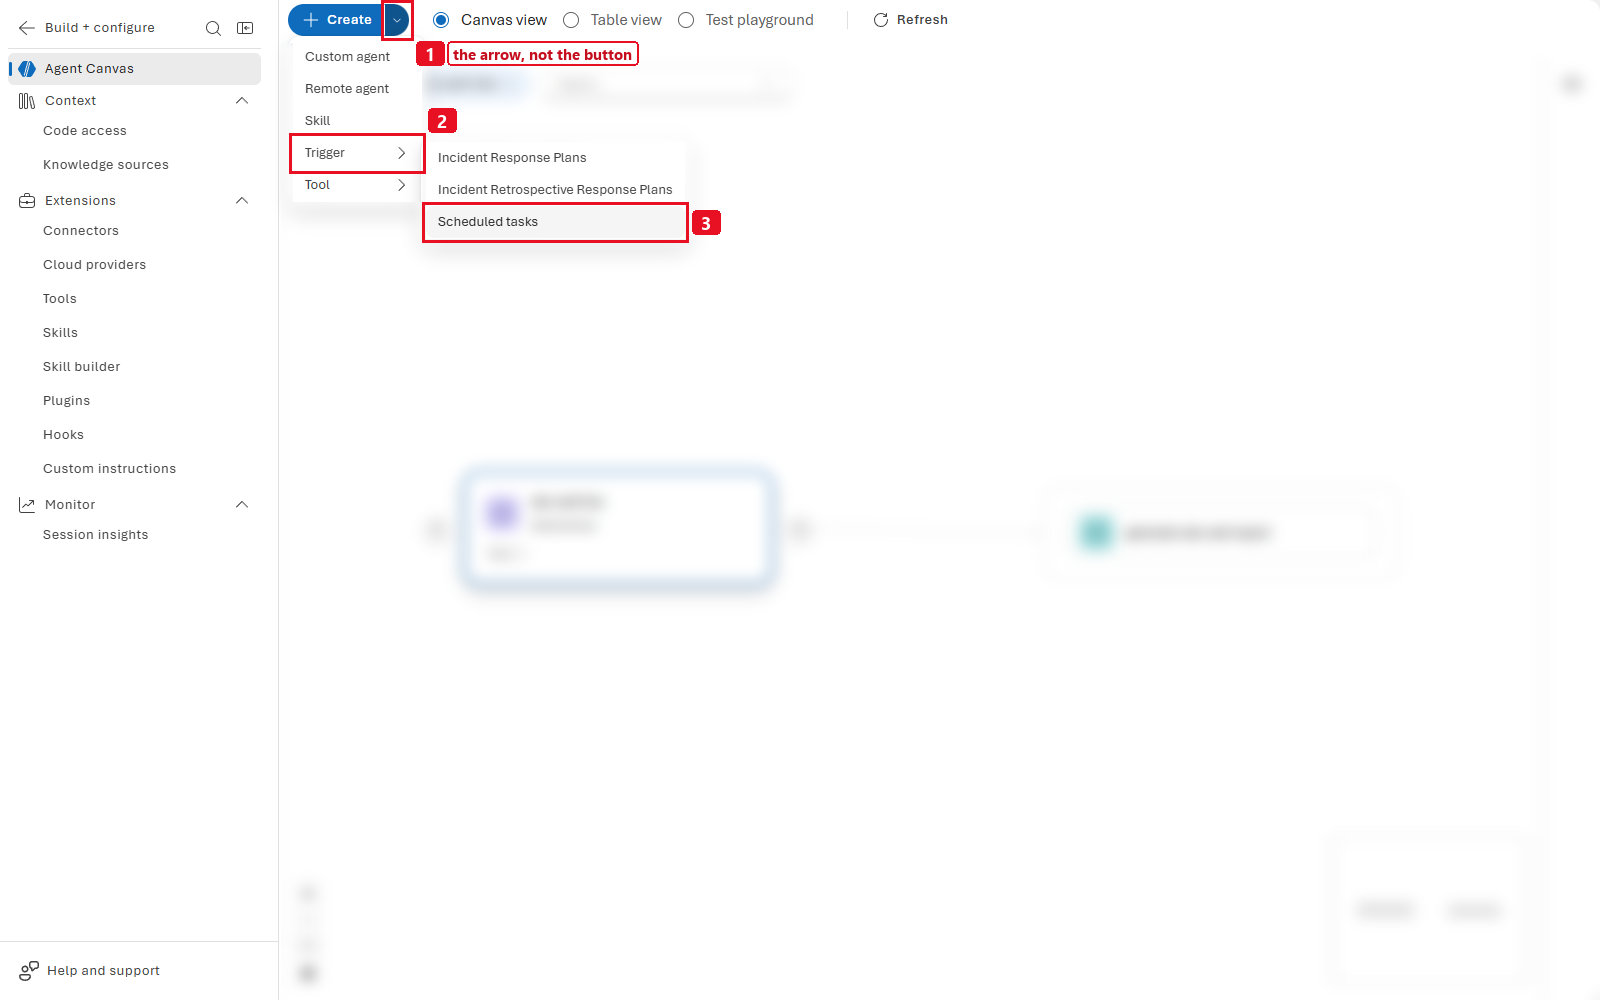 Build + configure
Agent Canvas
Context
Code access
Knowledge sources
Extensions
Connectors
Cloud providers
Tools
Skills
Skill builder
Plugins
Hooks
Custom instructions
Monitor
Session insights
Help and support
Create
Canvas view
Table view
Test playground
Refresh
1
the arrow, not the button
Custom agent
Remote agent
Skill
2
Trigger
Tool
Incident Response Plans
Incident Retrospective Response Plans
Scheduled tasks
3